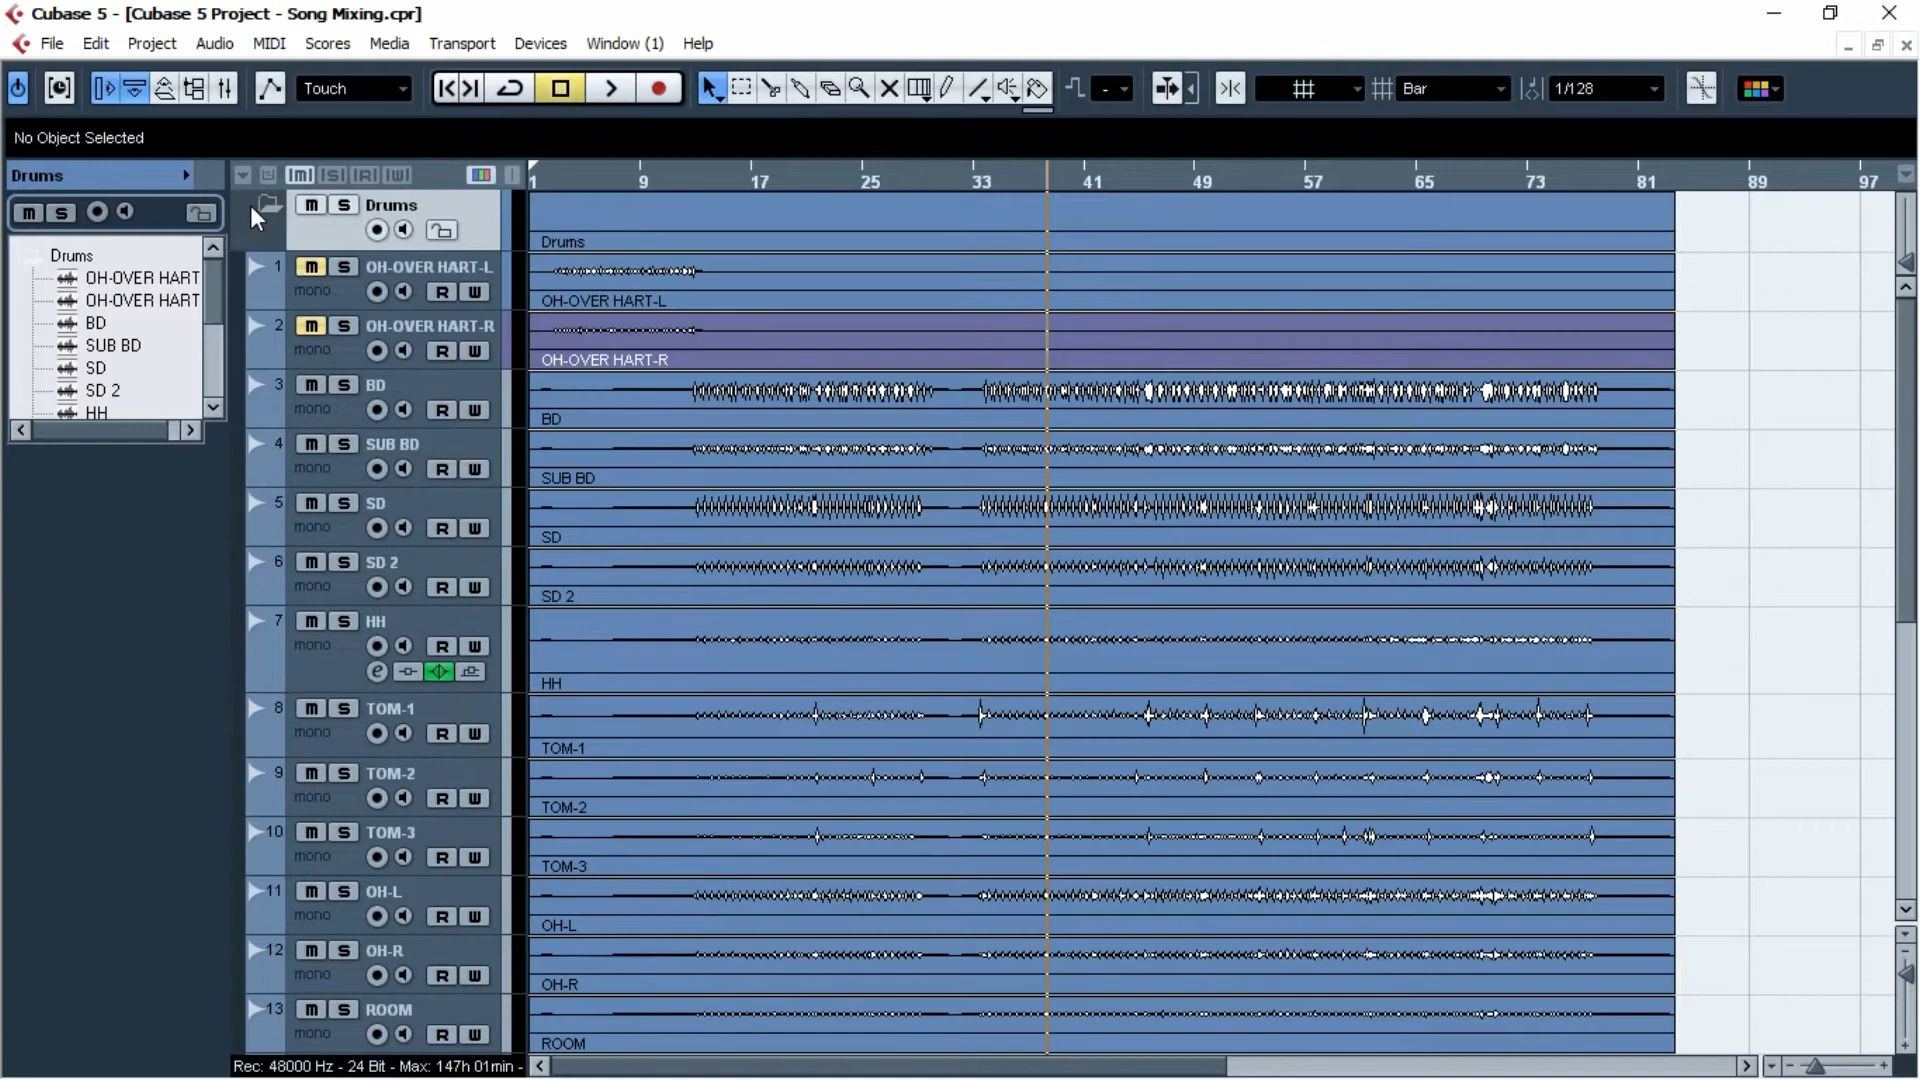 Cubase 5 - [Cubase 5 Project - Song Mixing.cpr]
File Edit Project Audio MIDI Scores Media Transport Devices Window (1) Help
Touch - Bar 1/128
No Object Selected
Drums
m S
Drums
OH-OVER HART
OH-OVER HART
BD
SUB BD
SD
SD 2
HH
m S R W
1 9 17 25 33 41 49 57 65 73 81 89 97
m S Drums
Drums
1 m S OH-OVER HART-L
mono R W
OH-OVER HART-L
2 m S OH-OVER HART-R
mono R W
OH-OVER HART-R
3 m S BD
mono R W
BD
4 m S SUB BD
mono R W
SUB BD
5 m S SD
mono R W
SD
6 m S SD 2
mono R W
SD 2
7 m S HH
mono R W
e
HH
8 m S TOM-1
mono R W
TOM-1
9 m S TOM-2
mono R W
TOM-2
10 m S TOM-3
mono R W
TOM-3
11 m S OH-L
mono R W
OH-L
12 m S OH-R
mono R W
OH-R
13 m S ROOM
mono R W
ROOM
Rec: 48000 Hz - 24 Bit - Max: 147h 01min -